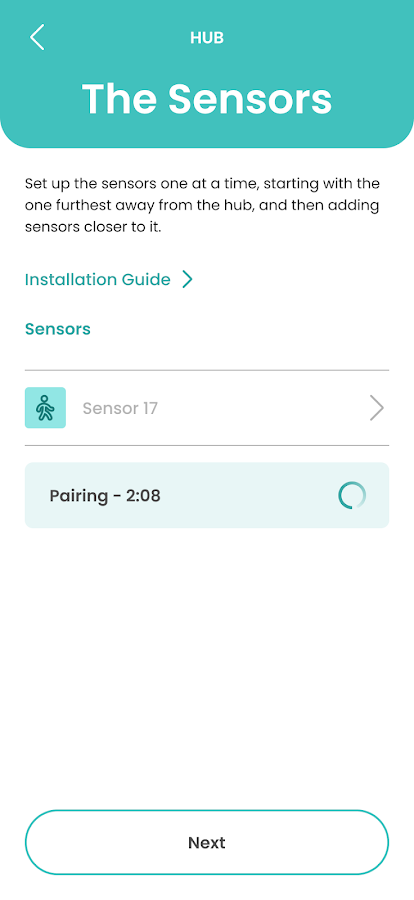 HUB
The Sensors
Set up the sensors one at a time, starting with the
one furthest away from the hub, and then adding
sensors closer to it.
Installation Guide
Sensors
Sensor 17
Pairing - 2:08
Next